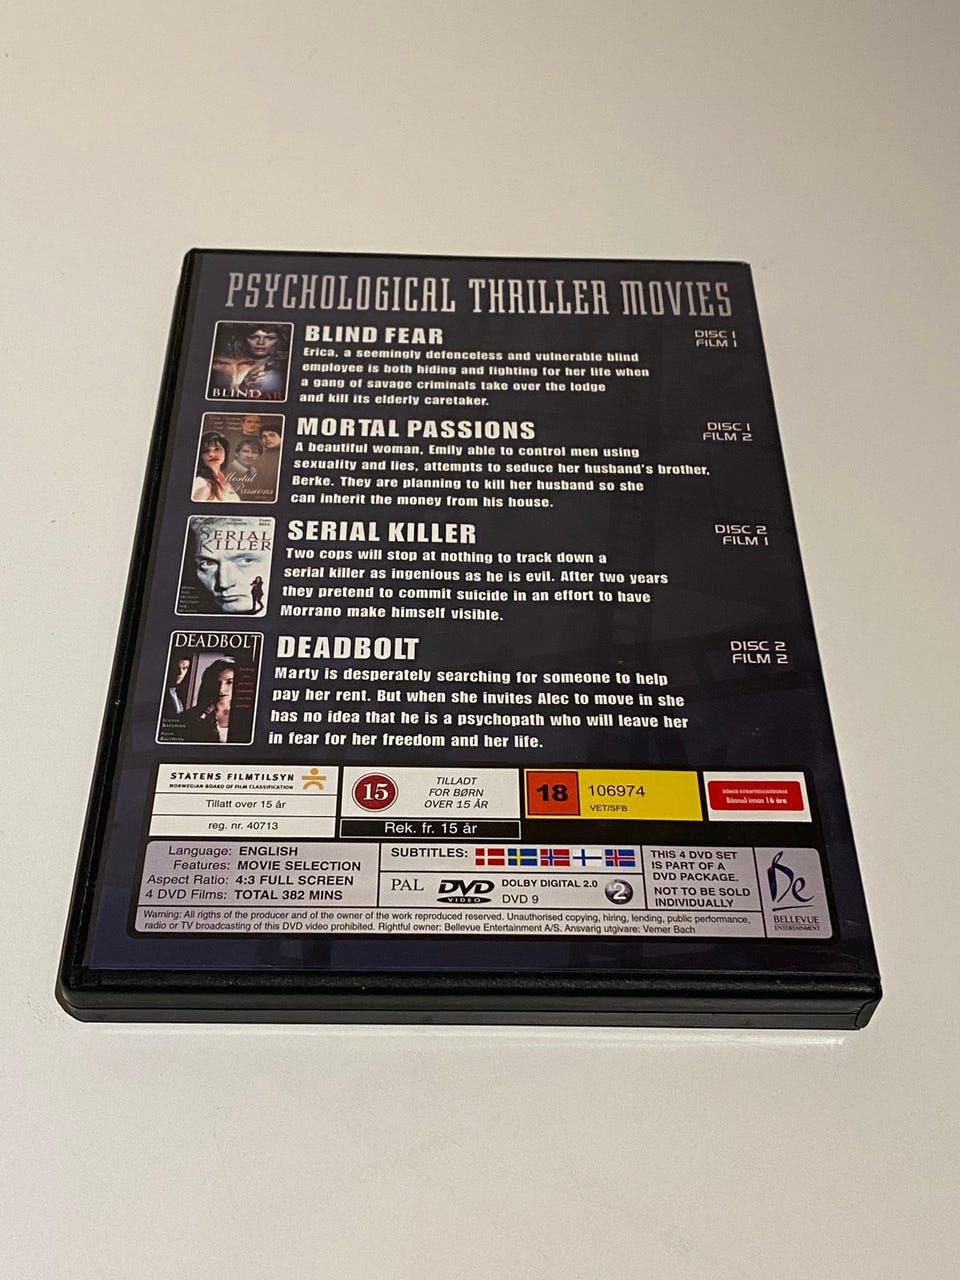 PSYCHOLOGICAL THRILLER MOVIES
BLIND FEAR
DISC 1
FILM 1
Erica, a seemingly defenceless and vulnerable blind
employee is both hiding and fighting for her life when
a gang of savage criminals take over the lodge
and kill its elderly caretaker.
BLIND
MORTAL PASSIONS
DISC 1
FILM 2
A beautiful woman, Emily able to control men using
sexuality and lies, attempts to seduce her husband's brother,
Berke. They are planning to kill her husband so she
can inherit the money from his house.
Mortal
Passions
SERIAL KILLER
DISC 2
FILM 1
Two cops will stop at nothing to track down a
serial killer as ingenious as he is evil. After two years
they pretend to commit suicide in an effort to have
Morrano make himself visible.
SERIAL
KILLER
DEADBOLT
DISC 2
FILM 2
Marty is desperately searching for someone to help
pay her rent. But when she invites Alec to move in she
has no idea that he is a psychopath who will leave her
in fear for her freedom and her life.
DEADBOLT
STATENS FILMTILSYN
NORWEGIAN BOARD OF FILM CLASSIFICATION
Tillatt over 15 år
reg. nr. 40713
15
TILLADT
FOR BØRN
OVER 15 ÅR
Rek. fr. 15 år
18
106974
VET/SFB
Bönnuð innan 16 ára
Language: ENGLISH
Features: MOVIE SELECTION
Aspect Ratio: 4:3 FULL SCREEN
4 DVD Films: TOTAL 382 MINS
SUBTITLES:
PAL
DVD
VIDEO
DOLBY DIGITAL 2.0
DVD 9
2
THIS 4 DVD SET
IS PART OF A
DVD PACKAGE.
NOT TO BE SOLD
INDIVIDUALLY
Be
BELLEVUE
ENTERTAINMENT
Warning: All rigths of the producer and of the owner of the work reproduced reserved. Unauthorised copying, hiring, lending, public performance,
radio or TV broadcasting of this DVD video prohibited. Rightful owner: Bellevue Entertainment A/S. Ansvarig utgivare: Verner Bach